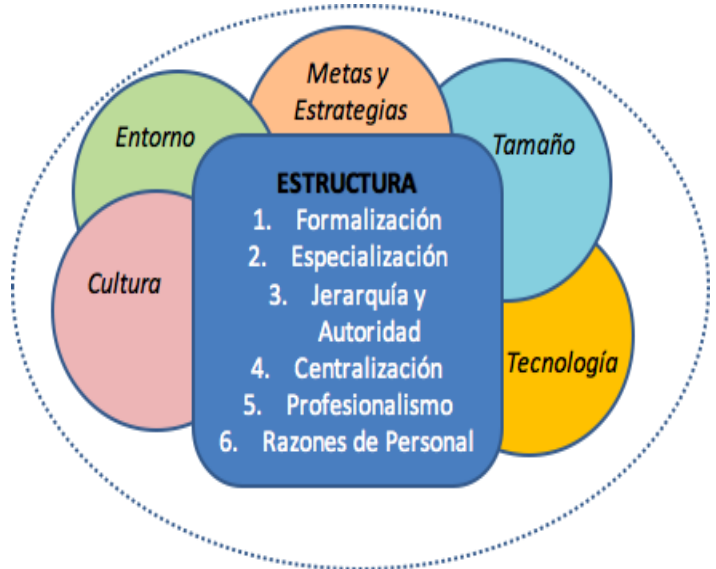 Metas y
Estrategias
Entorno
Tamaño
Cultura
Tecnología
ESTRUCTURA
1. Formalización
2. Especialización
3. Jerarquía y
Autoridad
4. Centralización
5. Profesionalismo
6. Razones de Personal